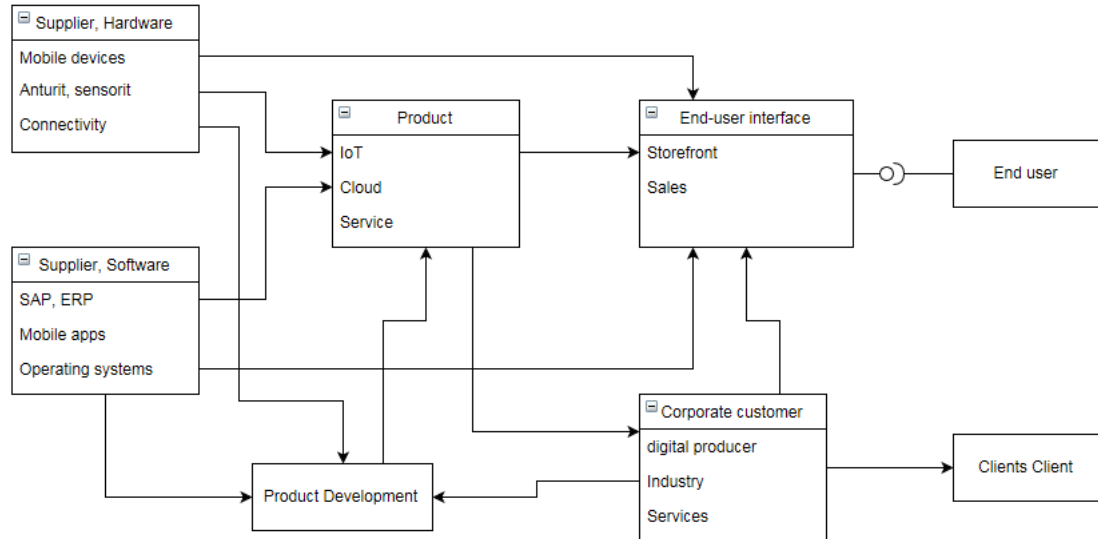 Supplier, Hardware
Mobile devices
Anturit, sensorit
Connectivity
Product
IoT
Cloud
Service
End-user interface
Storefront
Sales
End user
Supplier, Software
SAP, ERP
Mobile apps
Operating systems
Product Development
Corporate customer
digital producer
Industry
Services
Clients Client